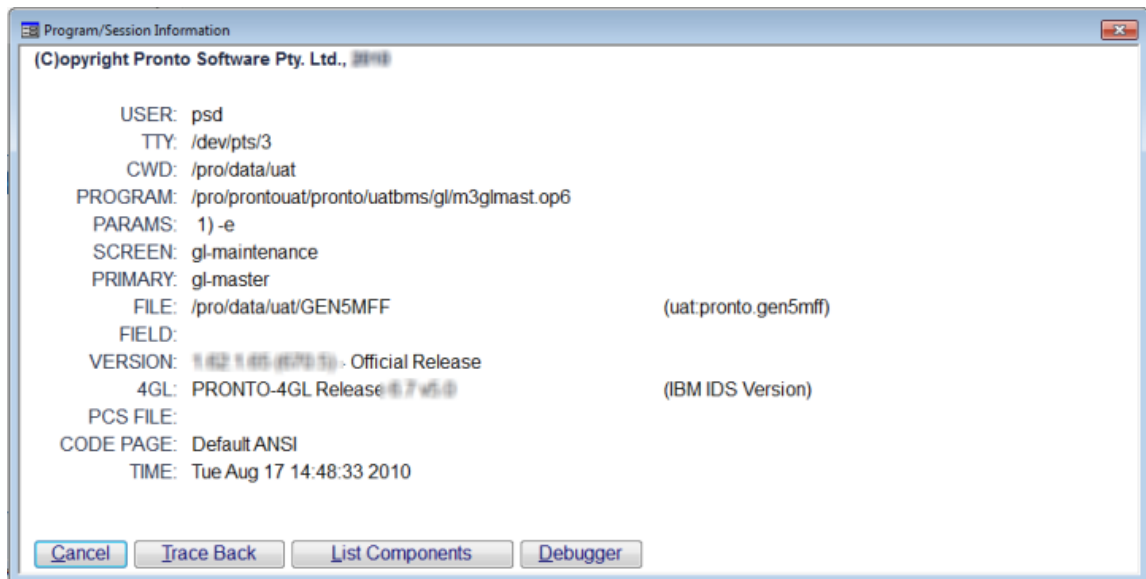 Program/Session Information
(C)opyright Pronto Software Pty. Ltd.,
USER: psd
TTY: /dev/pts/3
CWD: /pro/data/uat
PROGRAM: /pro/prontouat/pronto/uatbms/gl/m3glmast.op6
PARAMS: 1) -e
SCREEN: gl-maintenance
PRIMARY: gl-master
FILE: /pro/data/uat/GEN5MFF (uat:pronto.gen5mff)
FIELD:
VERSION: - Official Release
4GL: PRONTO-4GL Release (IBM IDS Version)
PCS FILE:
CODE PAGE: Default ANSI
TIME: Tue Aug 17 14:48:33 2010
Cancel Trace Back List Components Debugger